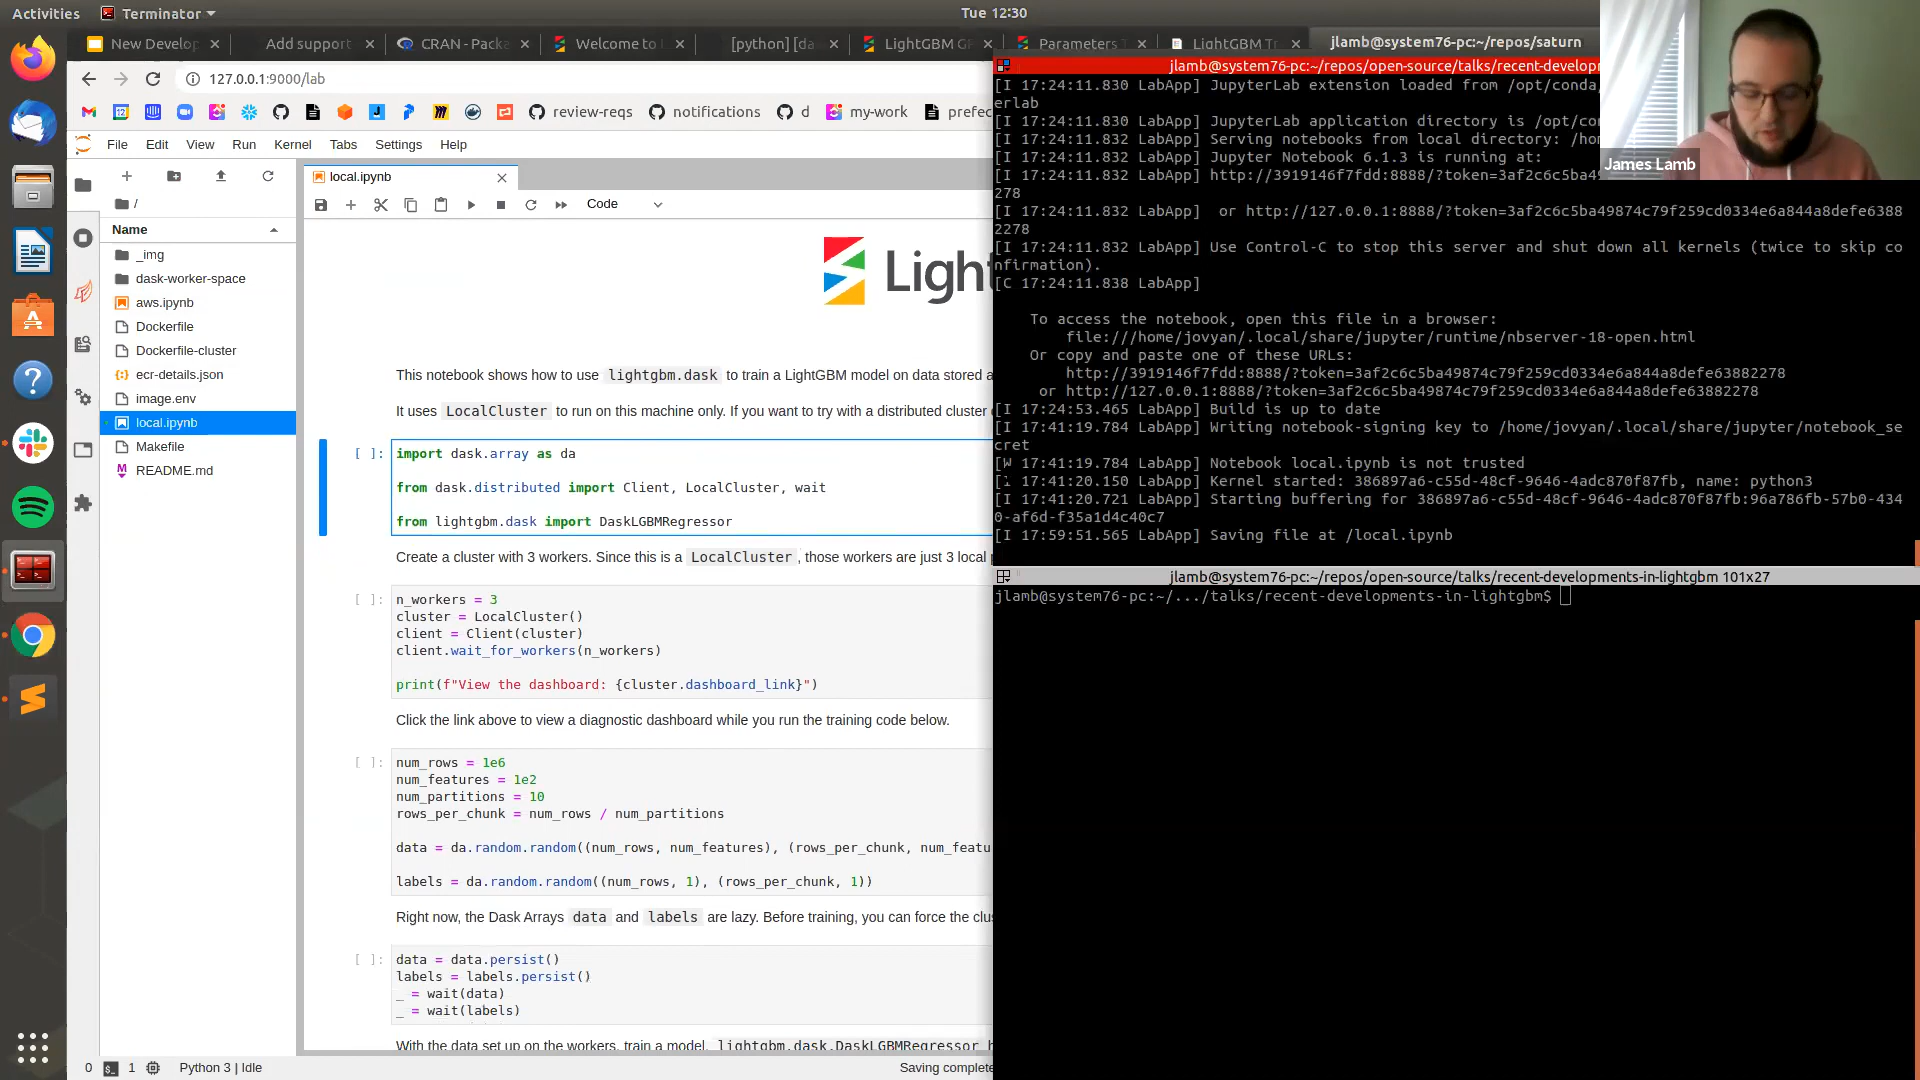 Activities
Terminator
Tue 12:30
New Develop
Add support
CRAN - Packa
Welcome to
[python] [da
LightGBM GP
Parameters T
LightGBM Tr
jlamb@system76-pc:~/repos/saturn
127.0.0.1:9000/lab
review-reqs
notifications
d
my-work
prefec
File
Edit
View
Run
Kernel
Tabs
Settings
Help
/
Name
_img
dask-worker-space
aws.ipynb
Dockerfile
Dockerfile-cluster
ecr-details.json
image.env
local.ipynb
Makefile
README.md
local.ipynb
Code
Light
This notebook shows how to use lightgbm.dask to train a LightGBM model on data stored a
It uses LocalCluster to run on this machine only. If you want to try with a distributed cluster
[ ]:
import dask.array as da
from dask.distributed import Client, LocalCluster, wait
from lightgbm.dask import DaskLGBMRegressor
Create a cluster with 3 workers. Since this is a LocalCluster, those workers are just 3 local
[ ]:
n_workers = 3
cluster = LocalCluster()
client = Client(cluster)
client.wait_for_workers(n_workers)
print(f"View the dashboard: {cluster.dashboard_link}")
Click the link above to view a diagnostic dashboard while you run the training code below.
[ ]:
num_rows = 1e6
num_features = 1e2
num_partitions = 10
rows_per_chunk = num_rows / num_partitions
data = da.random.random((num_rows, num_features), (rows_per_chunk, num_featu
labels = da.random.random((num_rows, 1), (rows_per_chunk, 1))
Right now, the Dask Arrays data and labels are lazy. Before training, you can force the clus
[ ]:
data = data.persist()
labels = labels.persist()
_ = wait(data)
_ = wait(labels)
With the data set up on the workers, train a model. lightgbm.dask.DaskLGBMRegressor h
0
1
Python 3 | Idle
Saving complete
jlamb@system76-pc:~/repos/open-source/talks/recent-developm
[I 17:24:11.830 LabApp] JupyterLab extension loaded from /opt/conda
erlab
[I 17:24:11.830 LabApp] JupyterLab application directory is /opt/con
[I 17:24:11.832 LabApp] Serving notebooks from local directory: /hom
[I 17:24:11.832 LabApp] Jupyter Notebook 6.1.3 is running at:
[I 17:24:11.832 LabApp] http://3919146f7fdd:8888/?token=3af2c6c5ba49
278
[I 17:24:11.832 LabApp]  or http://127.0.0.1:8888/?token=3af2c6c5ba49874c79f259cd0334e6a844a8defe6388
2278
[I 17:24:11.832 LabApp] Use Control-C to stop this server and shut down all kernels (twice to skip co
nfirmation).
[C 17:24:11.838 LabApp]
To access the notebook, open this file in a browser:
file:///home/jovyan/.local/share/jupyter/runtime/nbserver-18-open.html
Or copy and paste one of these URLs:
http://3919146f7fdd:8888/?token=3af2c6c5ba49874c79f259cd0334e6a844a8defe63882278
or http://127.0.0.1:8888/?token=3af2c6c5ba49874c79f259cd0334e6a844a8defe63882278
[I 17:24:53.465 LabApp] Build is up to date
[I 17:41:19.784 LabApp] Writing notebook-signing key to /home/jovyan/.local/share/jupyter/notebook_se
cret
[W 17:41:19.784 LabApp] Notebook local.ipynb is not trusted
[I 17:41:20.150 LabApp] Kernel started: 386897a6-c55d-48cf-9646-4adc870f87fb, name: python3
[I 17:41:20.721 LabApp] Starting buffering for 386897a6-c55d-48cf-9646-4adc870f87fb:96a786fb-57b0-434
0-af6d-f35a1d4c40c7
[I 17:59:51.565 LabApp] Saving file at /local.ipynb
jlamb@system76-pc:~/repos/open-source/talks/recent-developments-in-lightgbm 101x27
jlamb@system76-pc:~/.../talks/recent-developments-in-lightgbm$
James Lamb